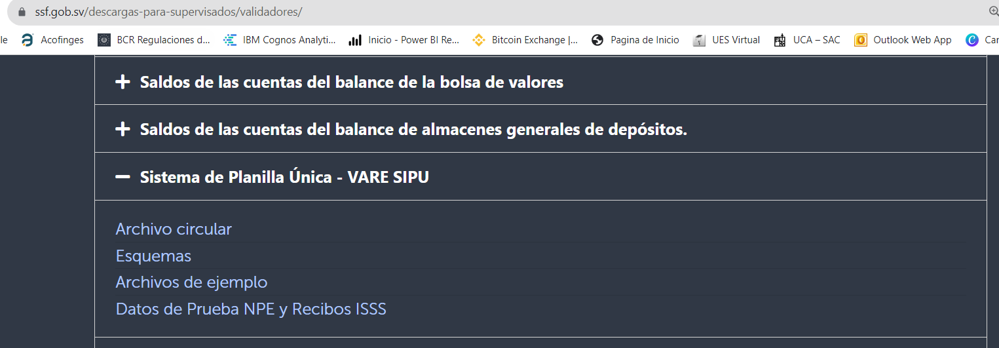 ssf.gob.sv/descargas-para-supervisados/validadores/
le Acofinges BCR Regulaciones d... IBM Cognos Analyti... Inicio - Power BI Re... Bitcoin Exchange |... Pagina de Inicio UES Virtual UCA – SAC Outlook Web App Car
Saldos de las cuentas del balance de la bolsa de valores
Saldos de las cuentas del balance de almacenes generales de depósitos.
Sistema de Planilla Única - VARE SIPU
Archivo circular
Esquemas
Archivos de ejemplo
Datos de Prueba NPE y Recibos ISSS